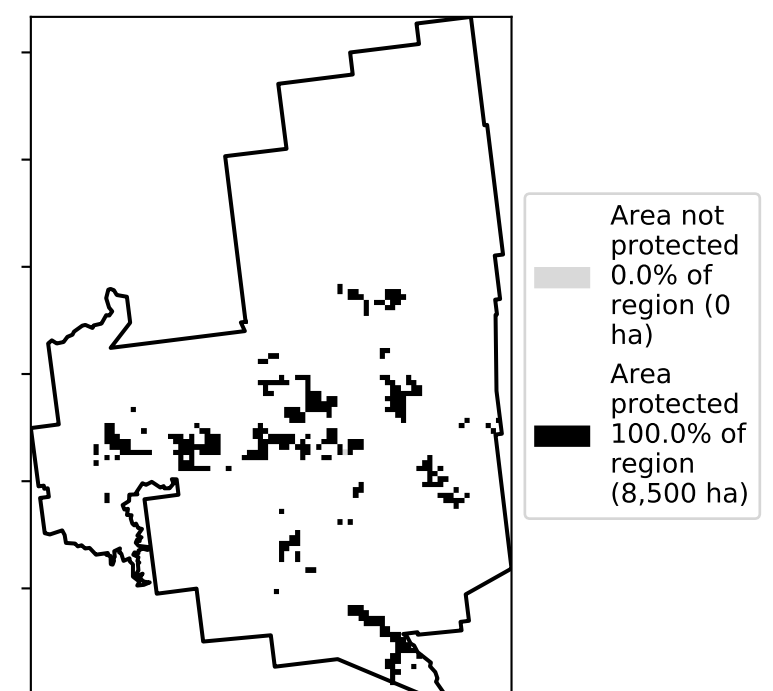 Area not
protected
0.0% of
region (0
ha)
Area
protected
100.0% of
region
(8,500 ha)